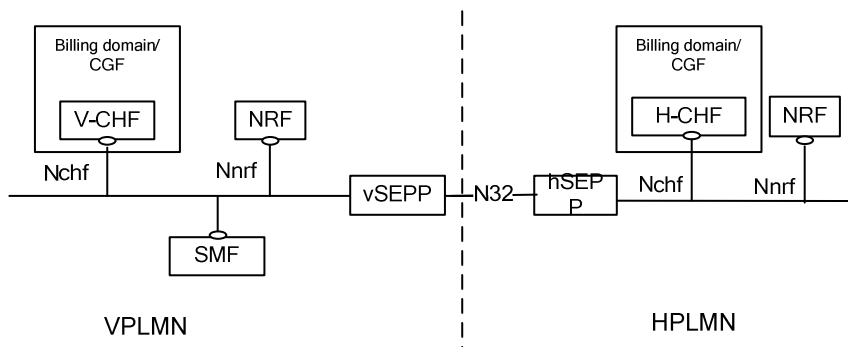 Billing domain/
CGF
V-CHF
NRF
Nchf
Nnrf
vSEPP
SMF
VPLMN
N32
Billing domain/
CGF
H-CHF
NRF
hSEP
P
Nchf
Nnrf
HPLMN